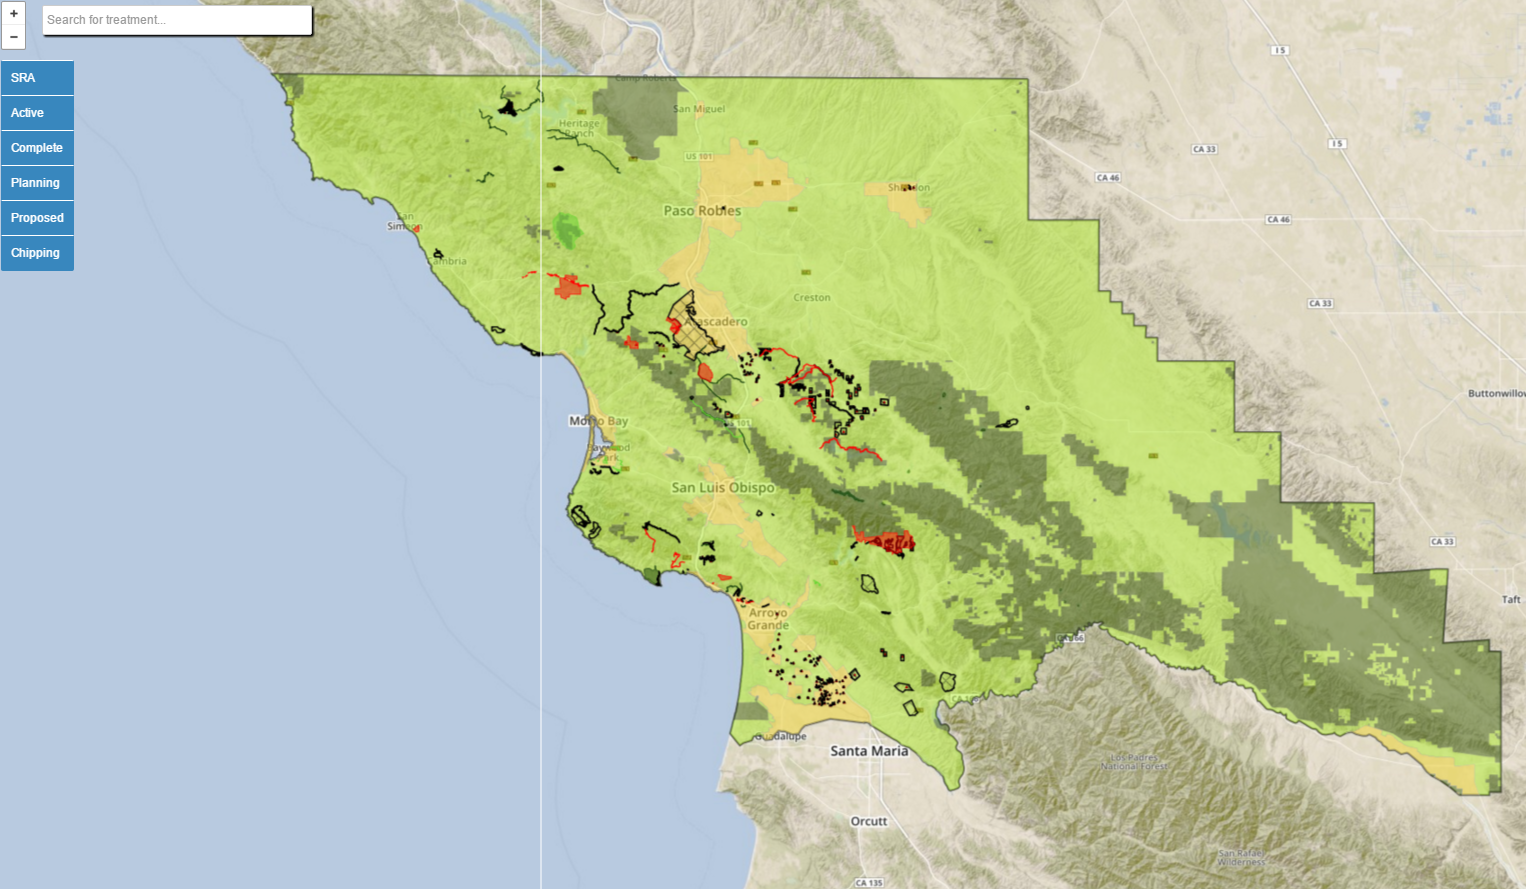 +
Search for treatment...
−
SRA
Active
Complete
Planning
Proposed
Chipping
I 5
Camp Roberts
San Miguel
Heritage
Ranch
CA 33
I 5
US 101
CA 46
Shandon
Paso Robles
CA 46
San
Simeon
Cambria
Creston
CA 33
Atascadero
Buttonwillow
Morro Bay
S 101
Baywood
Park
San Luis Obispo
CA 33
Taft
Arroyo
Grande
CA 166
Guadalupe
Santa Maria
Los Padres
National Forest
Orcutt
San Rafael
Wilderness
CA 135